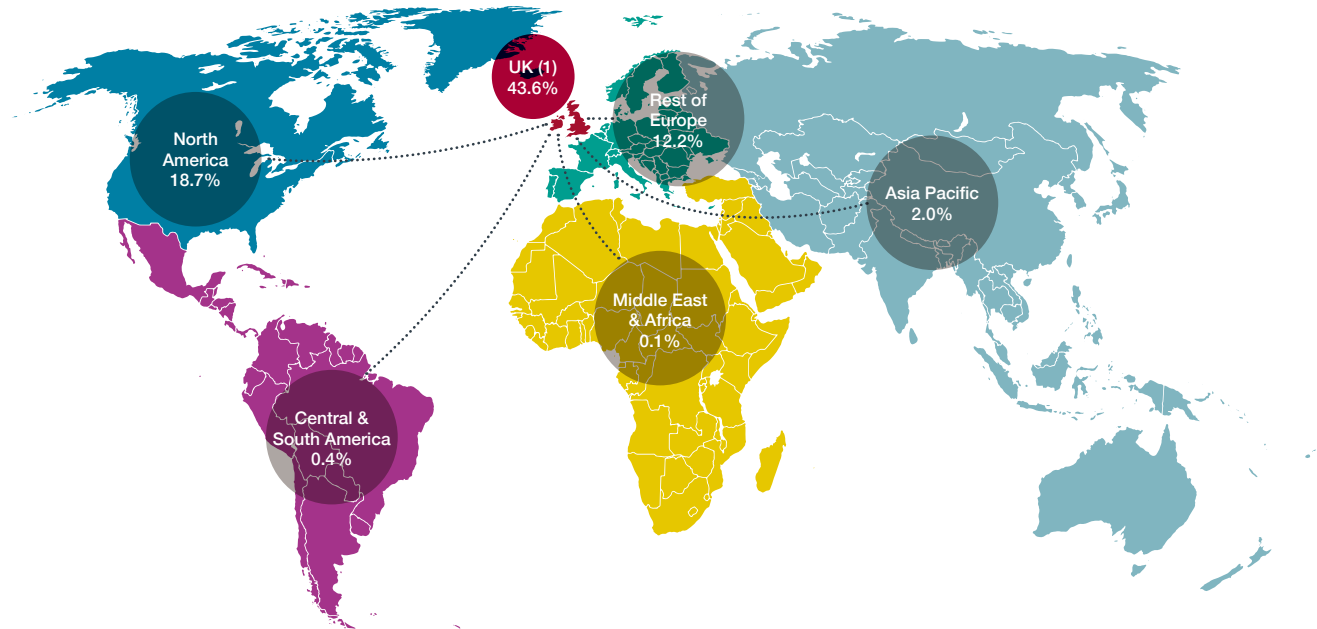 UK (1)
43.6%
Rest of
Europe
12.2%
North
America
18.7%
Asia Pacific
2.0%
Middle East
& Africa
0.1%
Central &
South America
0.4%